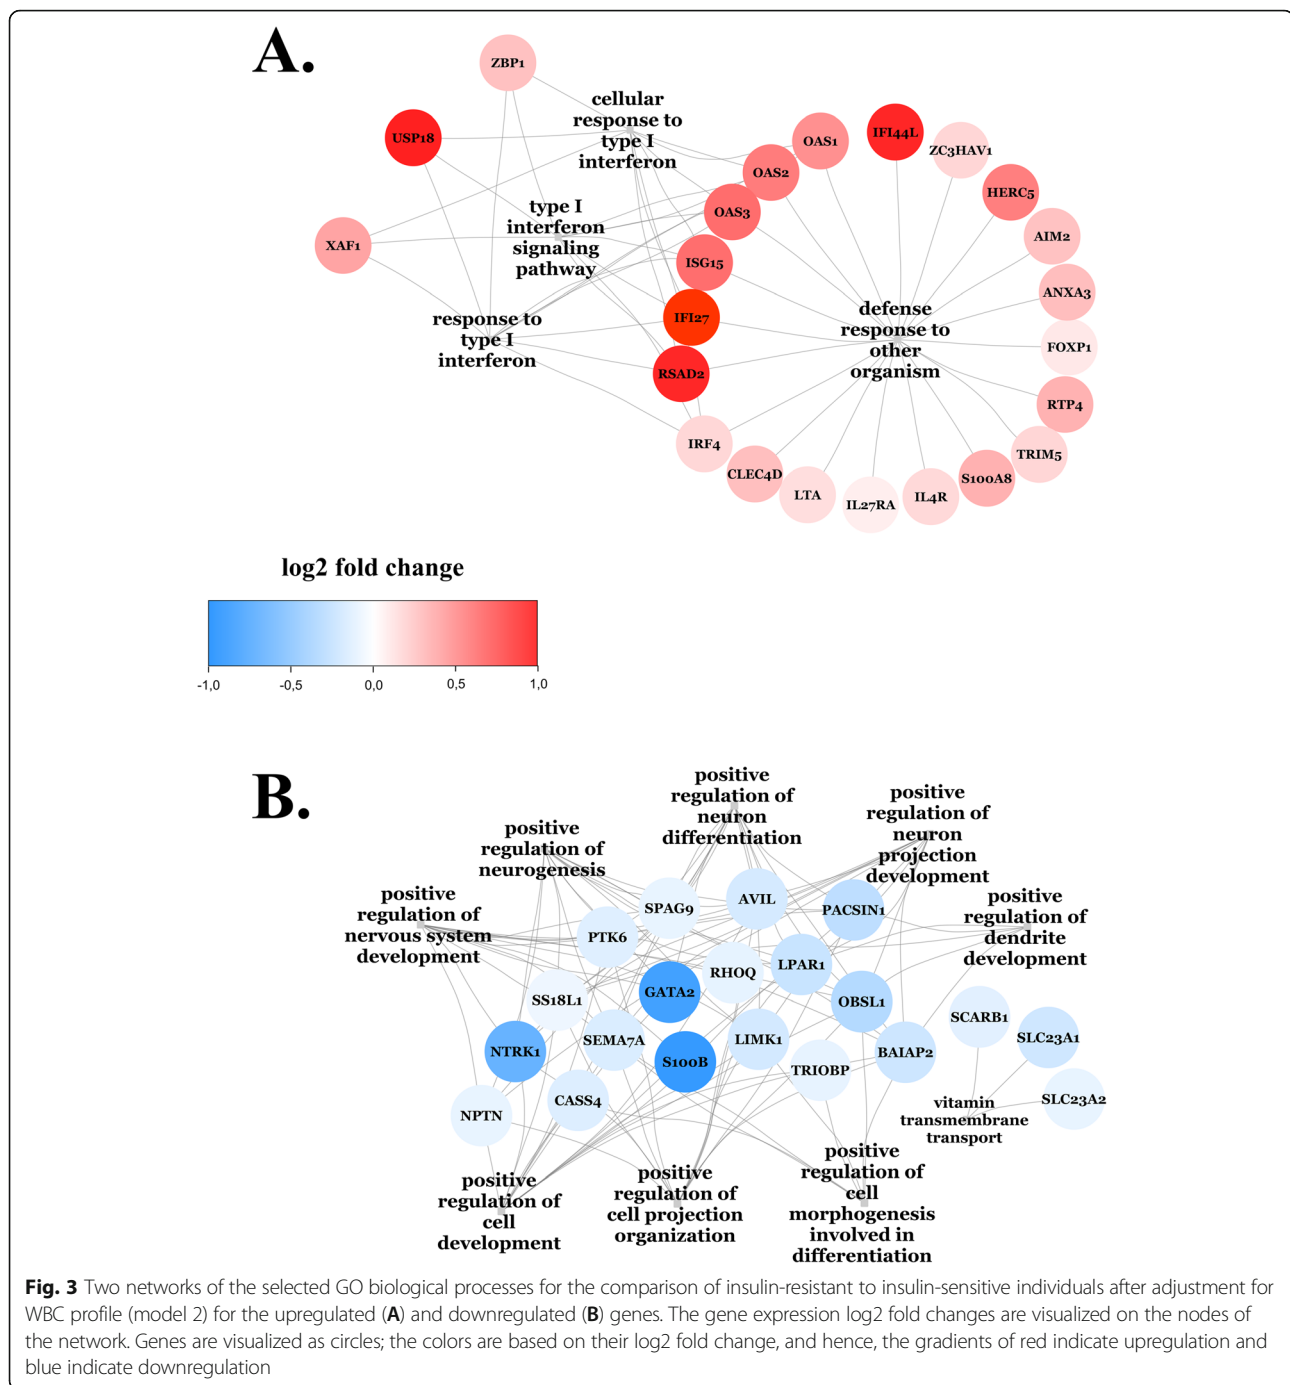 A.
ZBP1
cellular
response to
type I
interferon
USP18
OAS1
IFI44L
ZC3HAV1
OAS2
HERC5
OAS3
type I
interferon
signaling
pathway
XAF1
AIM2
ISG15
ANXA3
IFI27
defense
response to
other
organism
response to
type I
interferon
FOXP1
RSAD2
RTP4
IRF4
TRIM5
CLEC4D
S100A8
LTA
IL27RA
IL4R
log2 fold change
-1,0
-0,5
0,0
0,5
1,0
B.
positive
regulation of
neuron
differentiation
positive
regulation of
neuron
projection
development
positive
regulation of
neurogenesis
positive
regulation of
nervous system
development
positive
regulation of
dendrite
development
SPAG9
AVIL
PACSIN1
PTK6
RHOQ
LPAR1
SS18L1
GATA2
OBSL1
SCARB1
SLC23A1
NTRK1
SEMA7A
S100B
LIMK1
BAIAP2
TRIOBP
NPTN
CASS4
SLC23A2
vitamin
transmembrane
transport
positive
regulation of
cell
development
positive
regulation of
cell projection
organization
positive
regulation of
cell
morphogenesis
involved in
differentiation
Fig. 3 Two networks of the selected GO biological processes for the comparison of insulin-resistant to insulin-sensitive individuals after adjustment for
WBC profile (model 2) for the upregulated (A) and downregulated (B) genes. The gene expression log2 fold changes are visualized on the nodes of
the network. Genes are visualized as circles; the colors are based on their log2 fold change, and hence, the gradients of red indicate upregulation and
blue indicate downregulation